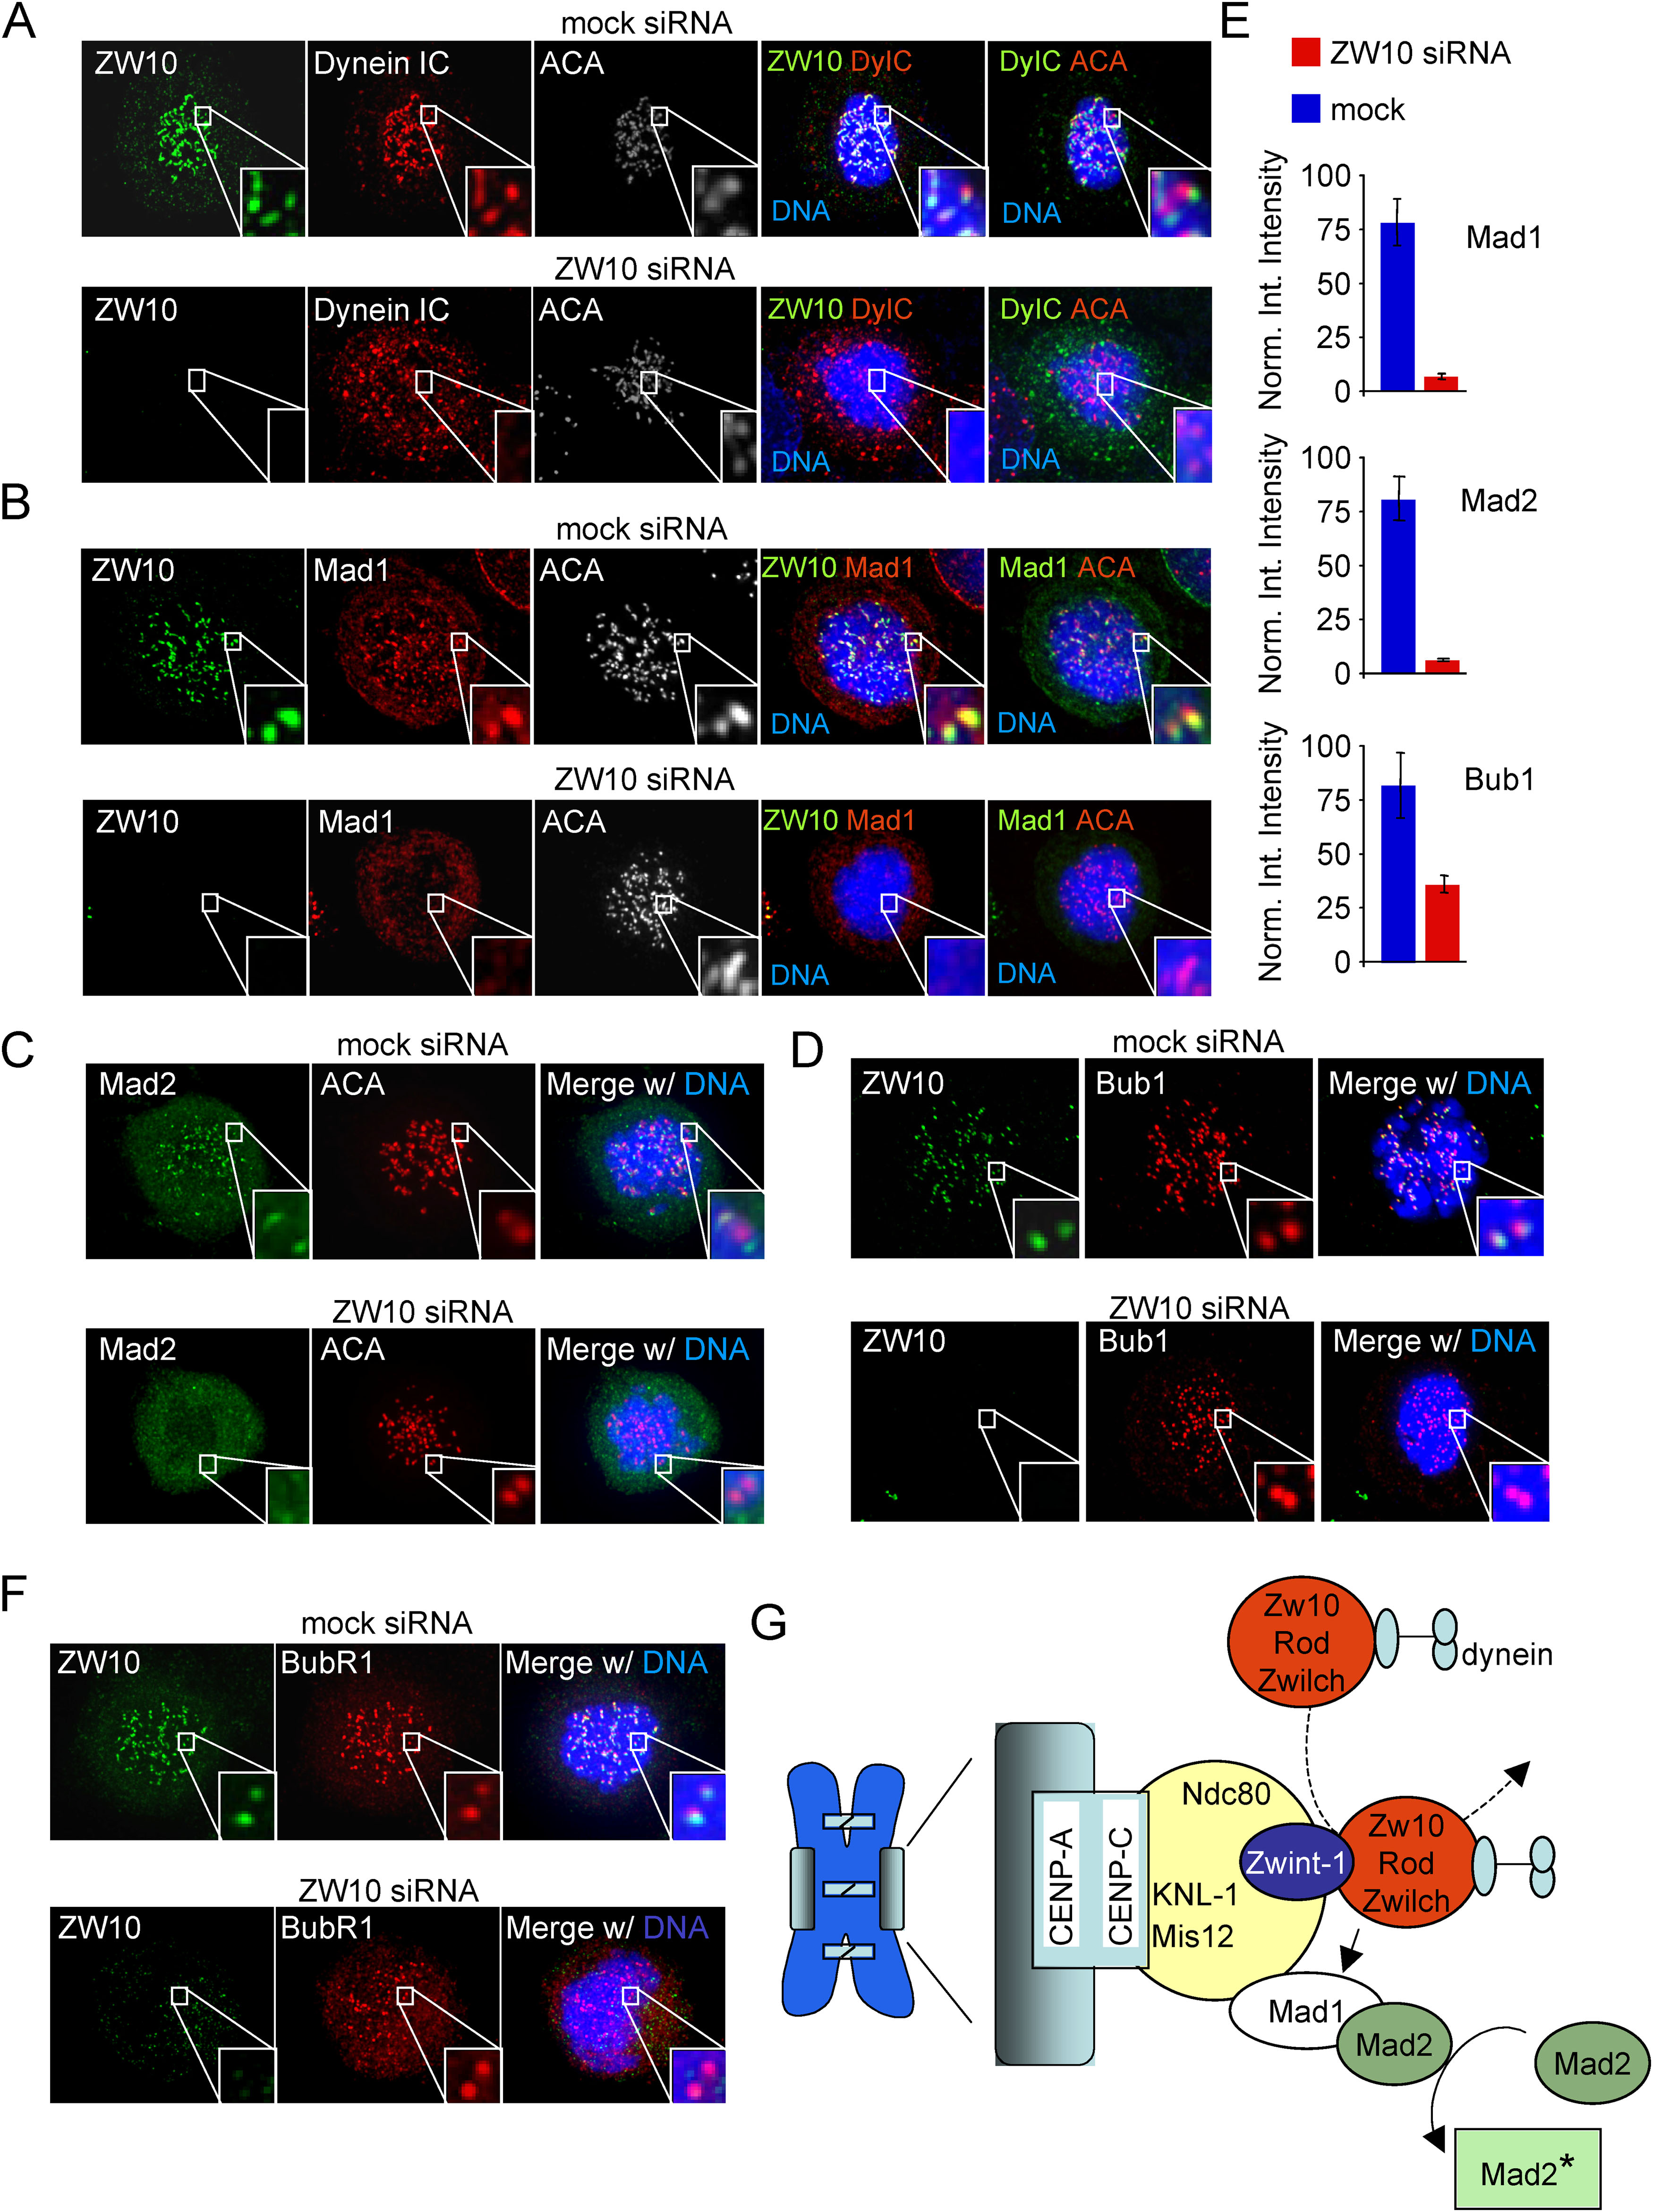 A
mock siRNA
ZW10
Dynein IC
ACA
ZW10 DyIC
DNA
DyIC ACA
DNA
ZW10 siRNA
ZW10
Dynein IC
ACA
ZW10 DyIC
DNA
DyIC ACA
DNA
B
mock siRNA
ZW10
Mad1
ACA
ZW10 Mad1
DNA
Mad1 ACA
DNA
ZW10 siRNA
ZW10
Mad1
ACA
ZW10 Mad1
DNA
Mad1 ACA
DNA
C
mock siRNA
Mad2
ACA
Merge w/ DNA
ZW10 siRNA
Mad2
ACA
Merge w/ DNA
D
mock siRNA
ZW10
Bub1
Merge w/ DNA
ZW10 siRNA
ZW10
Bub1
Merge w/ DNA
E
ZW10 siRNA
mock
Norm. Int. Intensity
100
75
50
25
0
Mad1
Norm. Int. Intensity
100
75
50
25
0
Mad2
Norm. Int. Intensity
100
75
50
25
0
Bub1
F
mock siRNA
ZW10
BubR1
Merge w/ DNA
ZW10 siRNA
ZW10
BubR1
Merge w/ DNA
G
Zw10
Rod
Zwilch
dynein
CENP-A
CENP-C
Ndc80
KNL-1
Mis12
Zwint-1
Zw10
Rod
Zwilch
Mad1
Mad2
Mad2
Mad2*